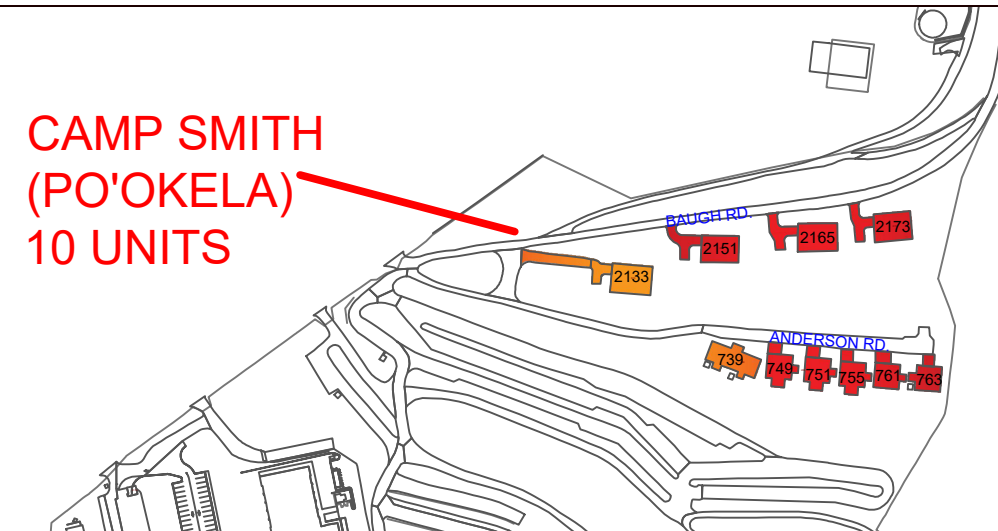 CAMP SMITH
(PO'OKELA)
10 UNITS
BAUGH RD.
2133
2151
2165
2173
ANDERSON RD.
739
749
751
755
761
763